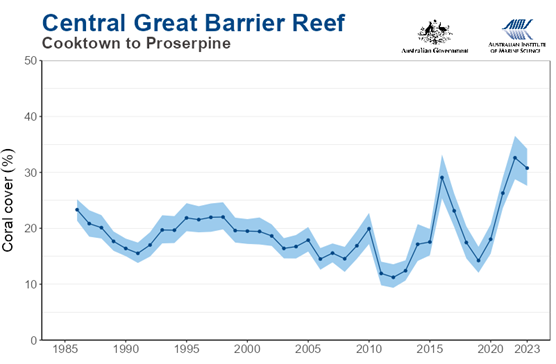 Central Great Barrier Reef
Cooktown to Proserpine
Australian Government
AUSTRALIAN INSTITUTE
OF MARINE SCIENCE
Coral cover (%)
50
40
30
20
10
0
1985
1990
1995
2000
2005
2010
2015
2020
2023